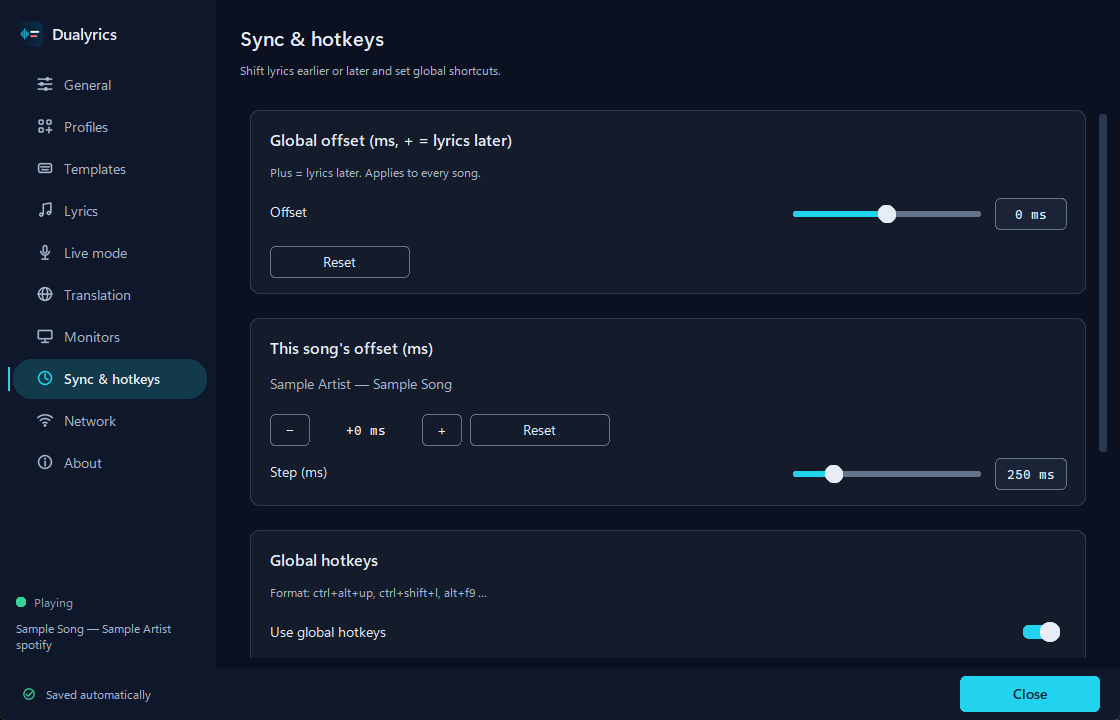 Dualyrics
General
Profiles
Templates
Lyrics
Live mode
Translation
Monitors
Sync & hotkeys
Network
About
Playing
Sample Song — Sample Artist
spotify
Saved automatically
Sync & hotkeys
Shift lyrics earlier or later and set global shortcuts.
Global offset (ms, + = lyrics later)
Plus = lyrics later. Applies to every song.
Offset
0 ms
Reset
This song's offset (ms)
Sample Artist — Sample Song
− +0 ms + Reset
Step (ms)
250 ms
Global hotkeys
Format: ctrl+alt+up, ctrl+shift+l, alt+f9 ...
Use global hotkeys
Close